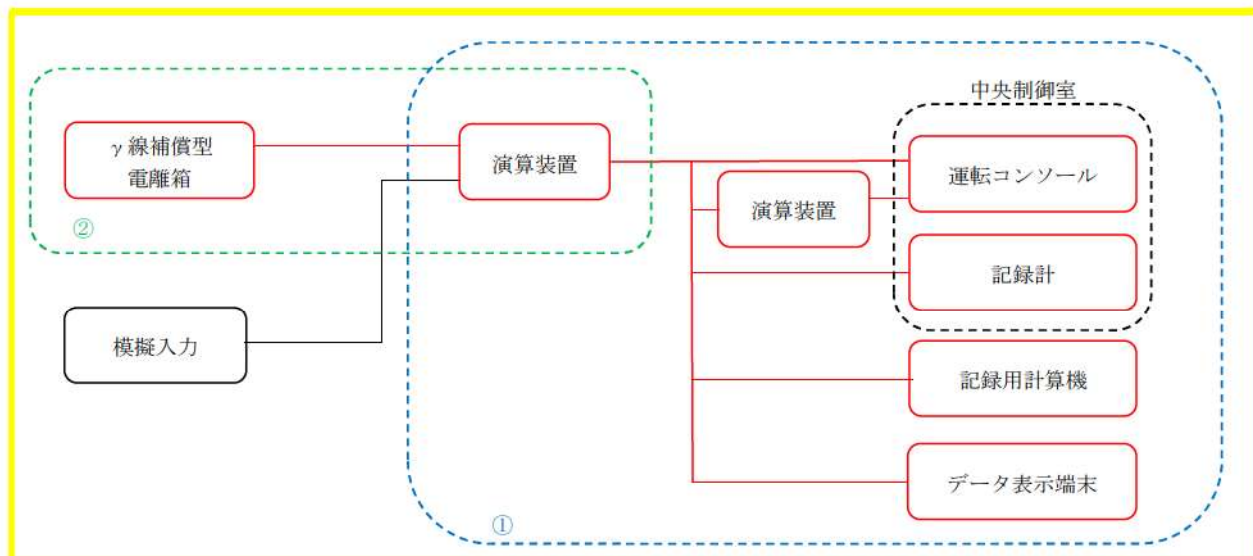 中央制御室
γ線補償型
電離箱
演算装置
運転コンソール
演算装置
②
記録計
模擬入力
記録用計算機
データ表示端末
①